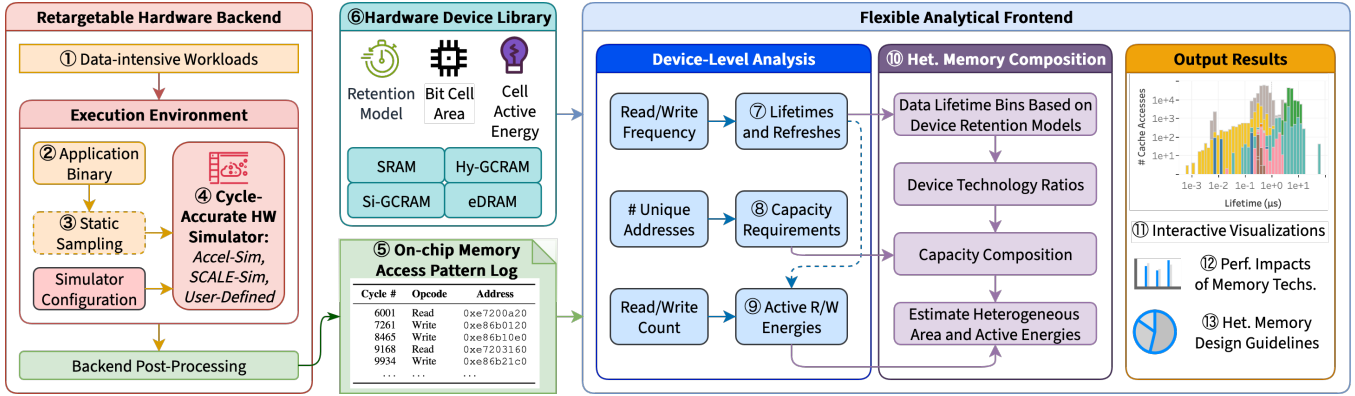 Retargetable Hardware Backend
① Data-intensive Workloads
Execution Environment
② Application
Binary
③ Static
Sampling
Simulator
Configuration
④ Cycle-
Accurate HW
Simulator:
Accel-Sim,
SCALE-Sim,
User-Defined
Backend Post-Processing
⑥Hardware Device Library
Retention
Model
Bit Cell
Area
Cell
Active
Energy
SRAM
Hy-GCRAM
Si-GCRAM
eDRAM
⑤ On-chip Memory
Access Pattern Log
Cycle # Opcode Address
6001 Read 0xe7200a20
7261 Write 0xe86b0120
8465 Write 0xe86b10e0
9168 Read 0xe7203160
9934 Write 0xe86b21c0
... ... ...
Flexible Analytical Frontend
Device-Level Analysis
Read/Write
Frequency
⑦ Lifetimes
and Refreshes
# Unique
Addresses
⑧ Capacity
Requirements
Read/Write
Count
⑨ Active R/W
Energies
⑩ Het. Memory Composition
Data Lifetime Bins Based on
Device Retention Models
Device Technology Ratios
Capacity Composition
Estimate Heterogeneous
Area and Active Energies
Output Results
# Cache Accesses
1e+4
1e+3
1e+2
1e+1
1e-3 1e-2 1e-1 1e+0 1e+1
Lifetime (μs)
⑪ Interactive Visualizations
⑫ Perf. Impacts
of Memory Techs.
⑬ Het. Memory
Design Guidelines